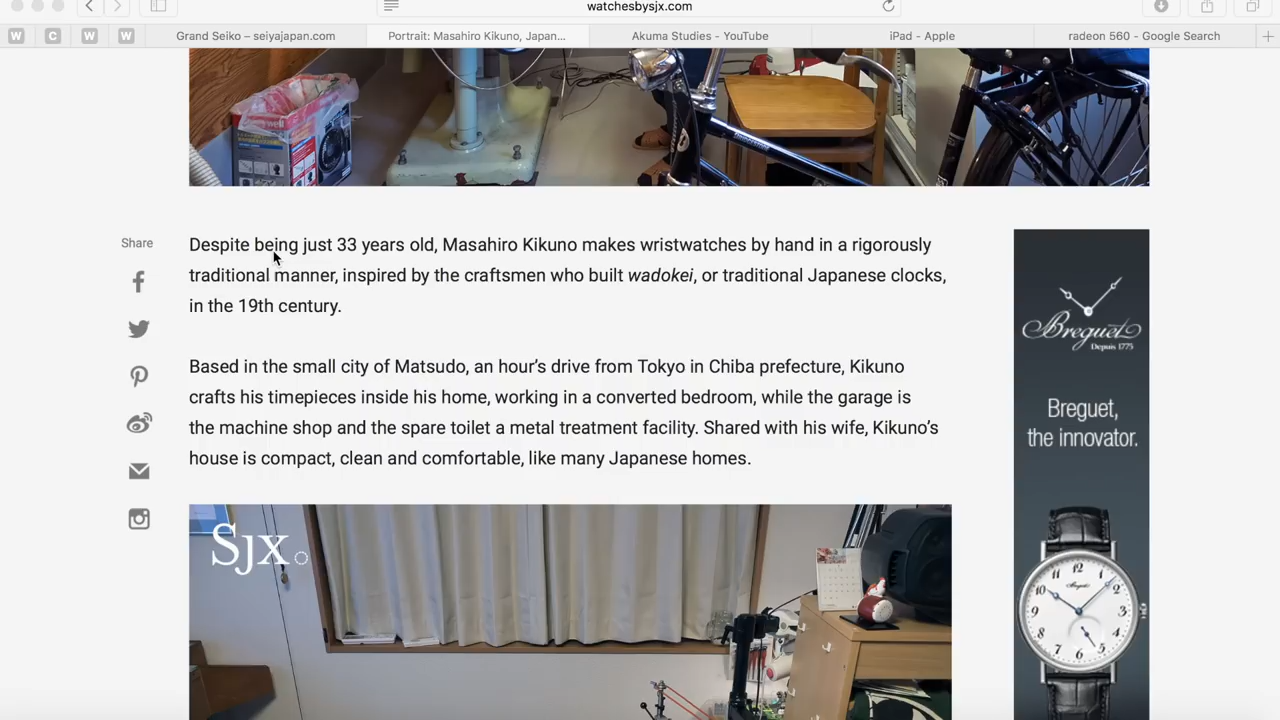 watchesbysjx.com
W
C
W
W
Grand Seiko – seiyajapan.com
Portrait: Masahiro Kikuno, Japan...
Akuma Studies - YouTube
iPad - Apple
radeon 560 - Google Search
Share
Despite being just 33 years old, Masahiro Kikuno makes wristwatches by hand in a rigorously
traditional manner, inspired by the craftsmen who built wadokei, or traditional Japanese clocks,
in the 19th century.
Based in the small city of Matsudo, an hour’s drive from Tokyo in Chiba prefecture, Kikuno
crafts his timepieces inside his home, working in a converted bedroom, while the garage is
the machine shop and the spare toilet a metal treatment facility. Shared with his wife, Kikuno’s
house is compact, clean and comfortable, like many Japanese homes.
SJX
Breguet
Depuis 1775
Breguet,
the innovator.